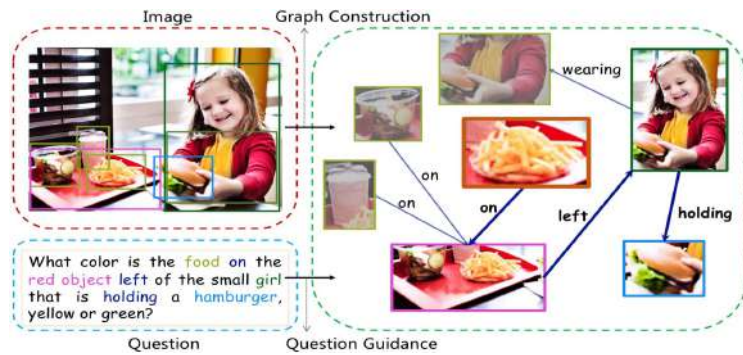 Image
Graph Construction
wearing
on
on
on
left
holding
What color is the food on the
red object left of the small girl
that is holding a hamburger,
yellow or green?
Question
Question Guidance